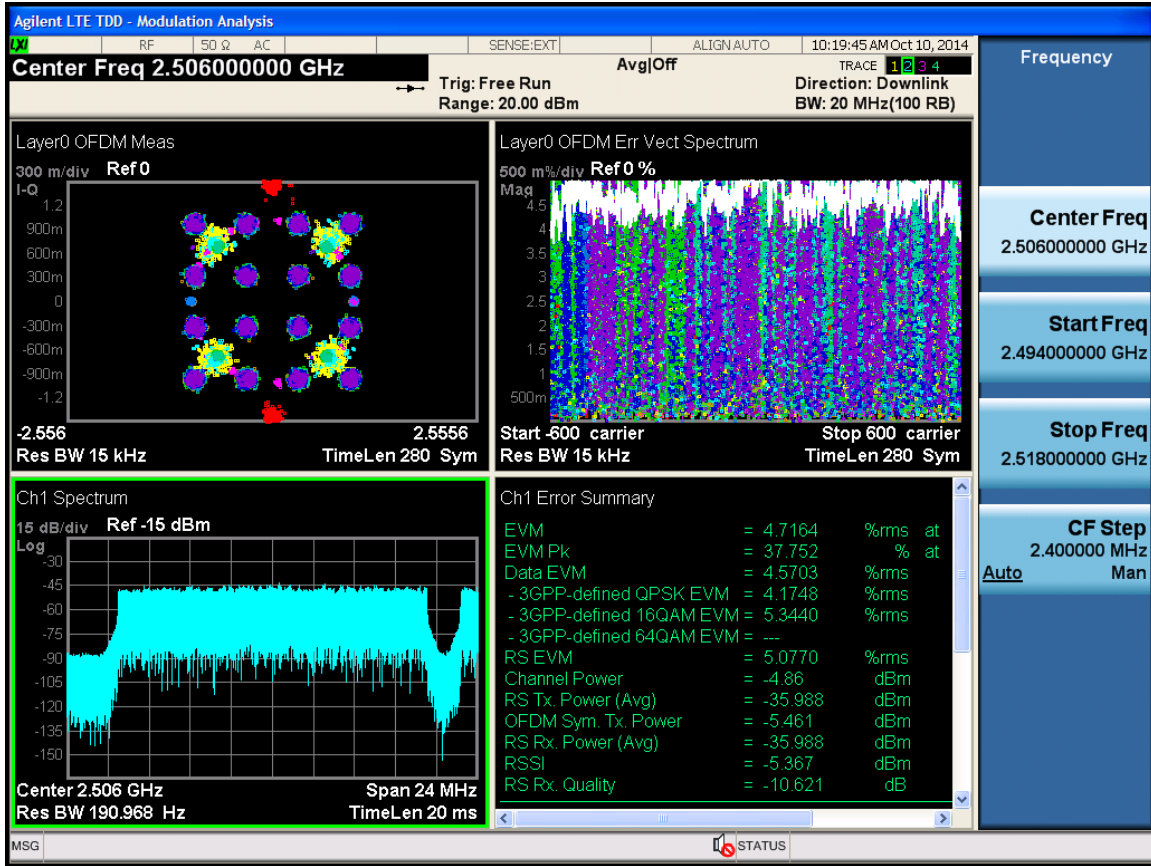 Agilent LTE TDD - Modulation Analysis
LXI RF 50 Ω AC SENSE:EXT ALIGN AUTO 10:19:45 AM Oct 10, 2014
Center Freq 2.506000000 GHz
Avg|Off
TRACE 1 2 3 4
Trig: Free Run
Direction: Downlink
Range: 20.00 dBm
BW: 20 MHz(100 RB)
Layer0 OFDM Meas
300 m/div Ref 0
I-Q
1.2
900m
600m
300m
0
-300m
-600m
-900m
-1.2
-2.556 2.5556
Res BW 15 kHz TimeLen 280 Sym
Layer0 OFDM Err Vect Spectrum
500 m%/div Ref 0 %
Mag
4.5
4
3.5
3
2.5
2
1.5
1
500m
Start -600 carrier Stop 600 carrier
Res BW 15 kHz TimeLen 280 Sym
Ch1 Spectrum
15 dB/div Ref -15 dBm
Log
-30
-45
-60
-75
-90
-105
-120
-135
-150
Center 2.506 GHz Span 24 MHz
Res BW 190.968 Hz TimeLen 20 ms
Ch1 Error Summary
EVM = 4.7164 %rms at
EVM Pk = 37.752 % at
Data EVM = 4.5703 %rms
- 3GPP-defined QPSK EVM = 4.1748 %rms
- 3GPP-defined 16QAM EVM = 5.3440 %rms
- 3GPP-defined 64QAM EVM = ---
RS EVM = 5.0770 %rms
Channel Power = -4.86 dBm
RS Tx. Power (Avg) = -35.988 dBm
OFDM Sym. Tx. Power = -5.461 dBm
RS Rx. Power (Avg) = -35.988 dBm
RSSI = -5.367 dBm
RS Rx. Quality = -10.621 dB
Frequency
Center Freq
2.506000000 GHz
Start Freq
2.494000000 GHz
Stop Freq
2.518000000 GHz
CF Step
2.400000 MHz
Auto Man
MSG STATUS